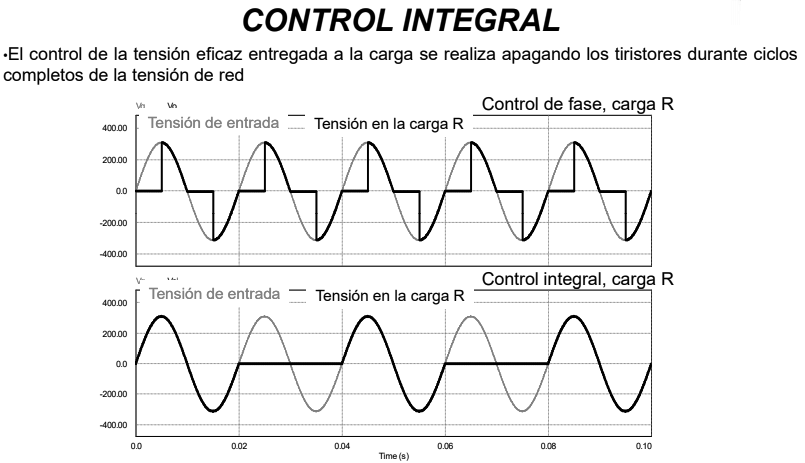 CONTROL INTEGRAL
•El control de la tensión eficaz entregada a la carga se realiza apagando los tiristores durante ciclos
completos de la tensión de red
Control de fase, carga R
Tensión de entrada
Tensión en la carga R
400.00
200.00
0.0
-200.00
-400.00
Control integral, carga R
Tensión de entrada
Tensión en la carga R
400.00
200.00
0.0
-200.00
-400.00
0.0 0.02 0.04 0.06 0.08 0.10
Time (s)